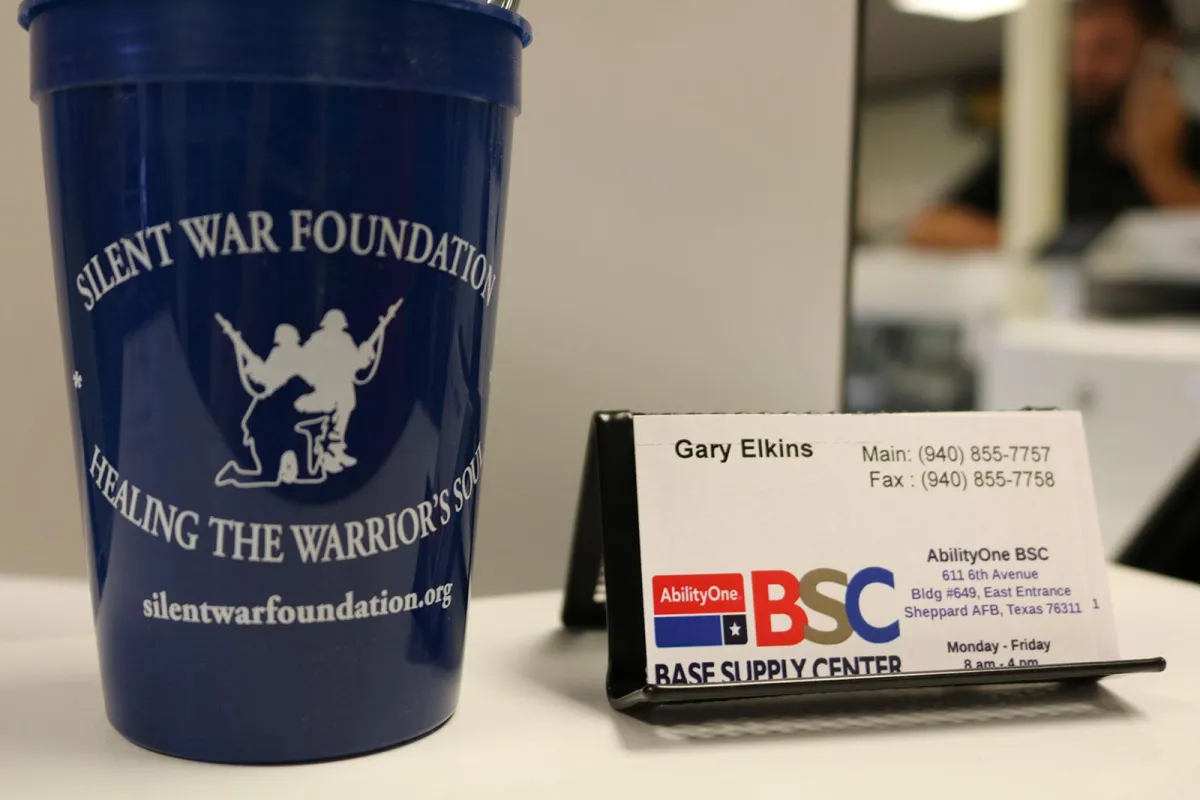 SILENT WAR FOUNDATION
HEALING THE WARRIOR'S SOUL
silentwarfoundation.org
Gary Elkins
Main: (940) 855-7757
Fax : (940) 855-7758
AbilityOne
BSC
BASE SUPPLY CENTER
AbilityOne BSC
611 6th Avenue
Bldg #649, East Entrance
Sheppard AFB, Texas 76311 1
Monday - Friday
8 am - 4 pm